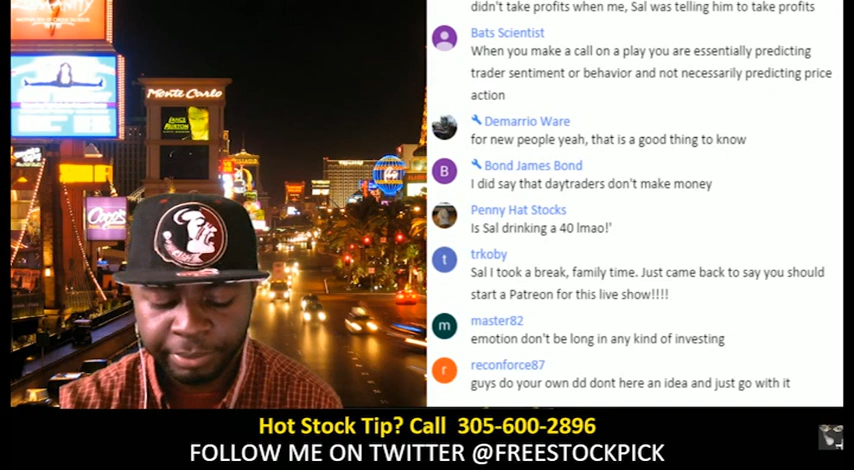 MONTE CARLO
LANCE
BURTON
Coco's
didn't take profits when me, Sal was telling him to take profits
Bats Scientist
When you make a call on a play you are essentially predicting
trader sentiment or behavior and not necessarily predicting price
action
Demarrio Ware
for new people yeah, that is a good thing to know
B
Bond James Bond
I did say that daytraders don't make money
Penny Hat Stocks
Is Sal drinking a 40 lmao!'
t
trkoby
Sal I took a break, family time. Just came back to say you should
start a Patreon for this live show!!!!
m
master82
emotion don't be long in any kind of investing
r
reconforce87
guys do your own dd dont here an idea and just go with it
Hot Stock Tip? Call 305-600-2896
FOLLOW ME ON TWITTER @FREESTOCKPICK